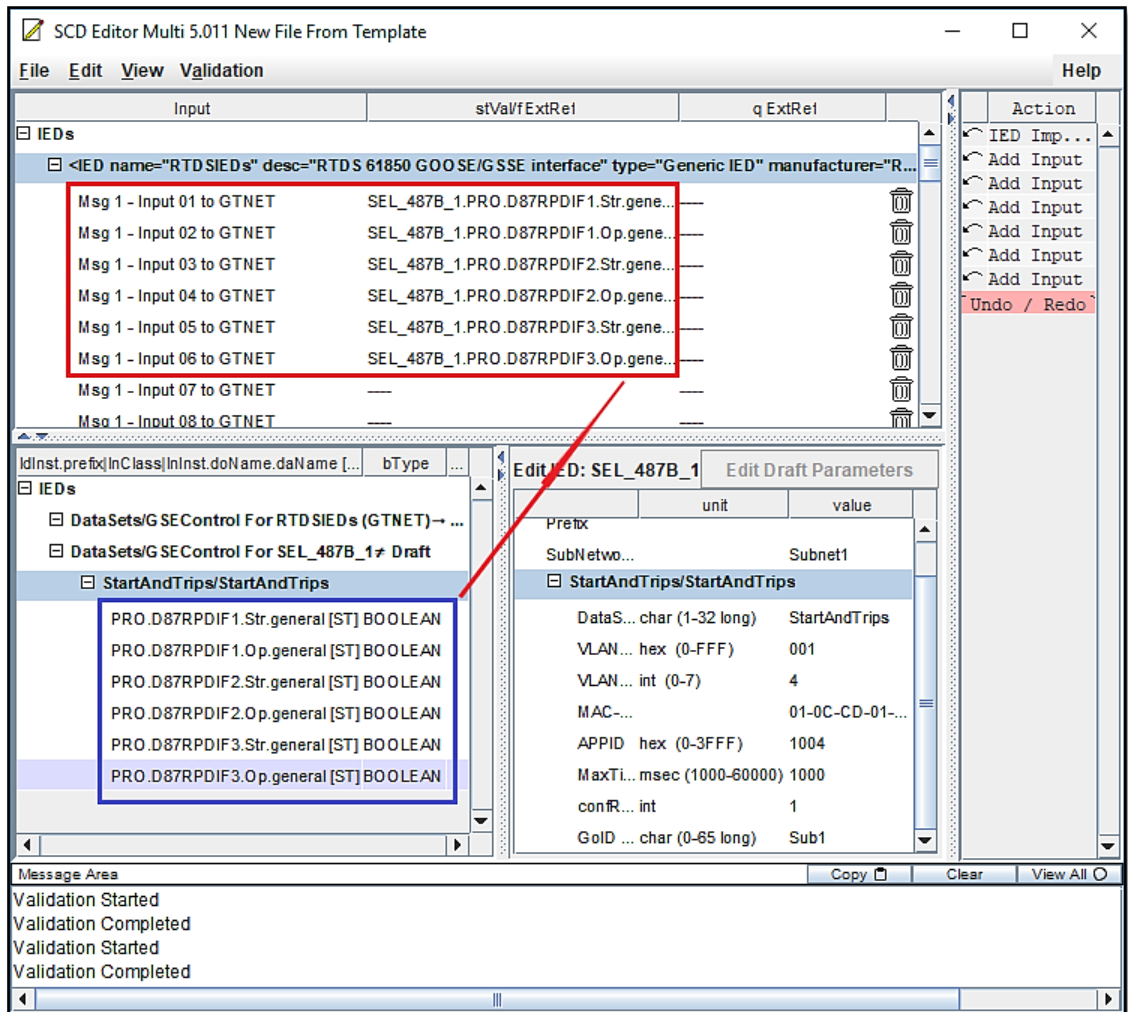 SCD Editor Multi 5.011 New File From Template
File Edit View Validation Help
Input stVal/f ExtRef q ExtRef
IEDs
<IED name="RTDSIEDs" desc="RTDS 61850 GOOSE/GSSE interface" type="Generic IED" manufacturer="R...
Msg 1 - Input 01 to GTNET SEL_487B_1.PRO.D87RPDIF1.Str.gene... ----
Msg 1 - Input 02 to GTNET SEL_487B_1.PRO.D87RPDIF1.Op.gene... ----
Msg 1 - Input 03 to GTNET SEL_487B_1.PRO.D87RPDIF2.Str.gene... ----
Msg 1 - Input 04 to GTNET SEL_487B_1.PRO.D87RPDIF2.Op.gene... ----
Msg 1 - Input 05 to GTNET SEL_487B_1.PRO.D87RPDIF3.Str.gene... ----
Msg 1 - Input 06 to GTNET SEL_487B_1.PRO.D87RPDIF3.Op.gene... ----
Msg 1 - Input 07 to GTNET ---- ----
Msg 1 - Input 08 to GTNET ---- ----
Action
IED Imp...
Add Input
Add Input
Add Input
Add Input
Add Input
Add Input
Undo / Redo
ldInst.prefix|lnClass|lnInst.doName.daName [... bType ...
IEDs
DataSets/GSEControl For RTDSIEDs (GTNET)→ ...
DataSets/GSEControl For SEL_487B_1≠ Draft
StartAndTrips/StartAndTrips
PRO.D87RPDIF1.Str.general [ST] BOOLEAN
PRO.D87RPDIF1.Op.general [ST] BOOLEAN
PRO.D87RPDIF2.Str.general [ST] BOOLEAN
PRO.D87RPDIF2.Op.general [ST] BOOLEAN
PRO.D87RPDIF3.Str.general [ST] BOOLEAN
PRO.D87RPDIF3.Op.general [ST] BOOLEAN
Edit IED: SEL_487B_1 Edit Draft Parameters
unit value
Prefix
SubNetwo... Subnet1
StartAndTrips/StartAndTrips
DataS... char (1-32 long) StartAndTrips
VLAN... hex (0-FFF) 001
VLAN... int (0-7) 4
MAC-... 01-0C-CD-01-...
APPID hex (0-3FFF) 1004
MaxTi... msec (1000-60000) 1000
confR... int 1
GoID ... char (0-65 long) Sub1
Message Area Copy Clear View All
Validation Started
Validation Completed
Validation Started
Validation Completed